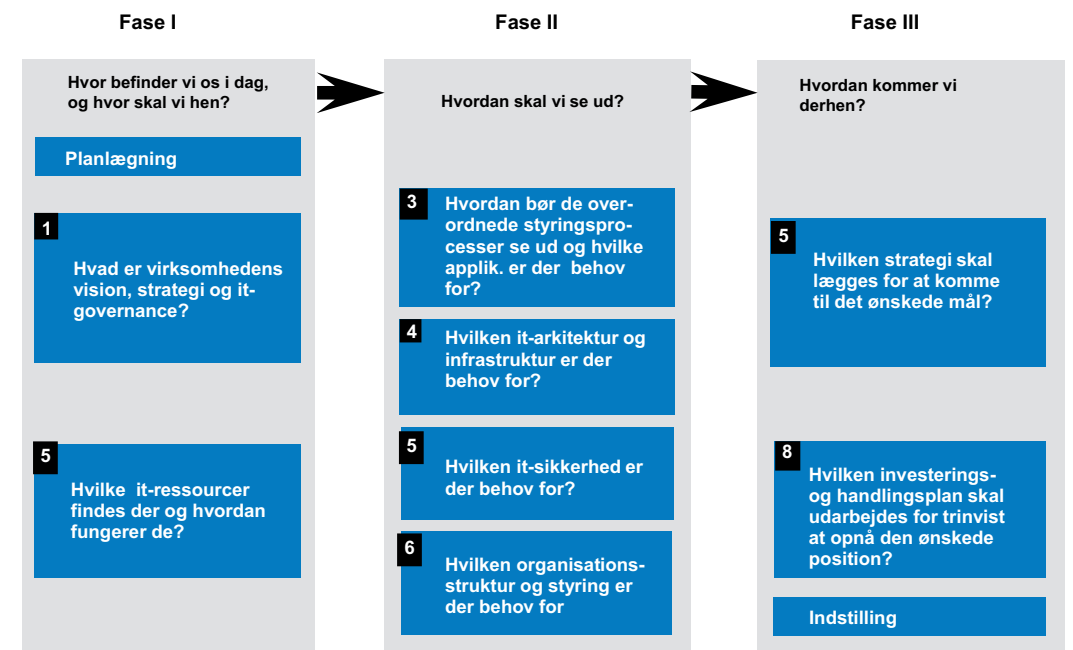 Fase I
Hvor befinder vi os i dag,
og hvor skal vi hen?
Planlægning
1
Hvad er virksomhedens
vision, strategi og it-
governance?
5
Hvilke it-ressourcer
findes der og hvordan
fungerer de?
Fase II
Hvordan skal vi se ud?
3
Hvordan bør de over-
ordnede styringspro-
cesser se ud og hvilke
applik. er der behov
for?
4
Hvilken it-arkitektur og
infrastruktur er der
behov for?
5
Hvilken it-sikkerhed er
der behov for?
6
Hvilken organisations-
struktur og styring er
der behov for
Fase III
Hvordan kommer vi
derhen?
5
Hvilken strategi skal
lægges for at komme
til det ønskede mål?
8
Hvilken investerings-
og handlingsplan skal
udarbejdes for trinvist
at opnå den ønskede
position?
Indstilling